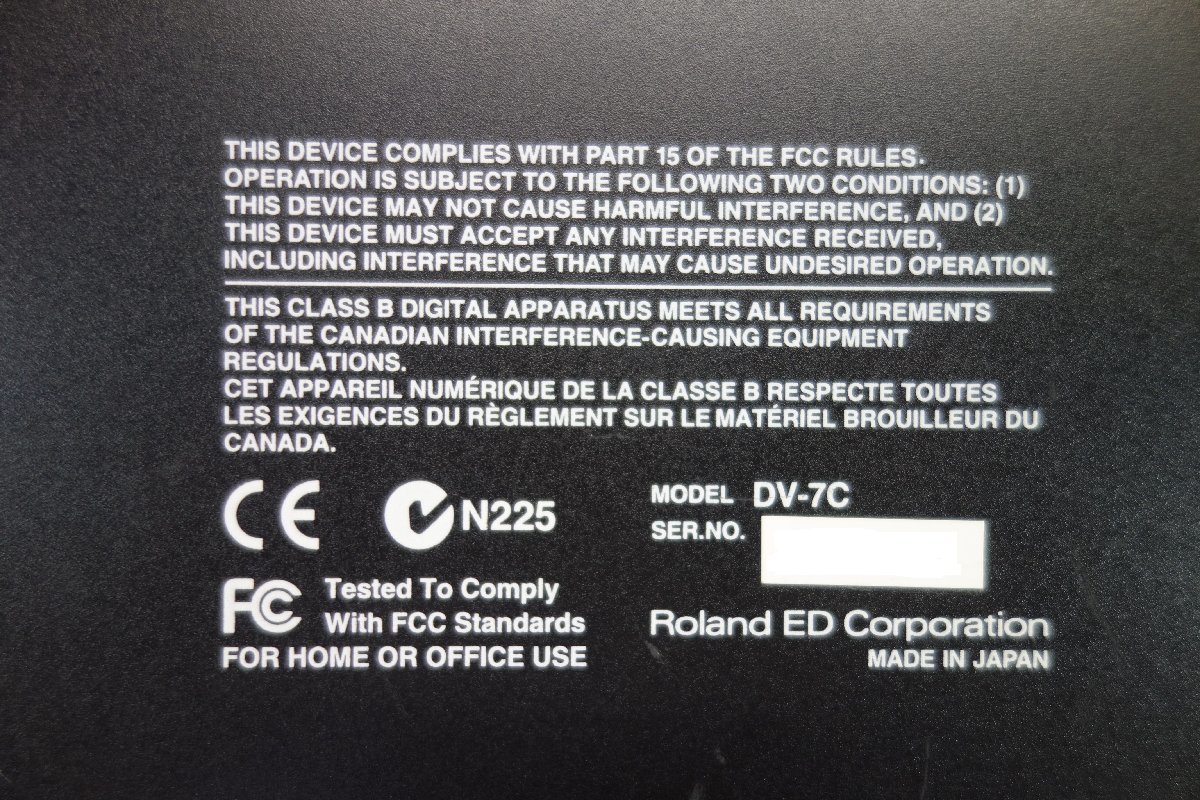 THIS DEVICE COMPLIES WITH PART 15 OF THE FCC RULES.
OPERATION IS SUBJECT TO THE FOLLOWING TWO CONDITIONS: (1)
THIS DEVICE MAY NOT CAUSE HARMFUL INTERFERENCE, AND (2)
THIS DEVICE MUST ACCEPT ANY INTERFERENCE RECEIVED,
INCLUDING INTERFERENCE THAT MAY CAUSE UNDESIRED OPERATION.
THIS CLASS B DIGITAL APPARATUS MEETS ALL REQUIREMENTS
OF THE CANADIAN INTERFERENCE-CAUSING EQUIPMENT
REGULATIONS.
CET APPAREIL NUMÉRIQUE DE LA CLASSE B RESPECTE TOUTES
LES EXIGENCES DU RÈGLEMENT SUR LE MATÉRIEL BROUILLEUR DU
CANADA.
CE N225
MODEL DV-7C
SER.NO.
FC Tested To Comply
With FCC Standards
FOR HOME OR OFFICE USE
Roland ED Corporation
MADE IN JAPAN